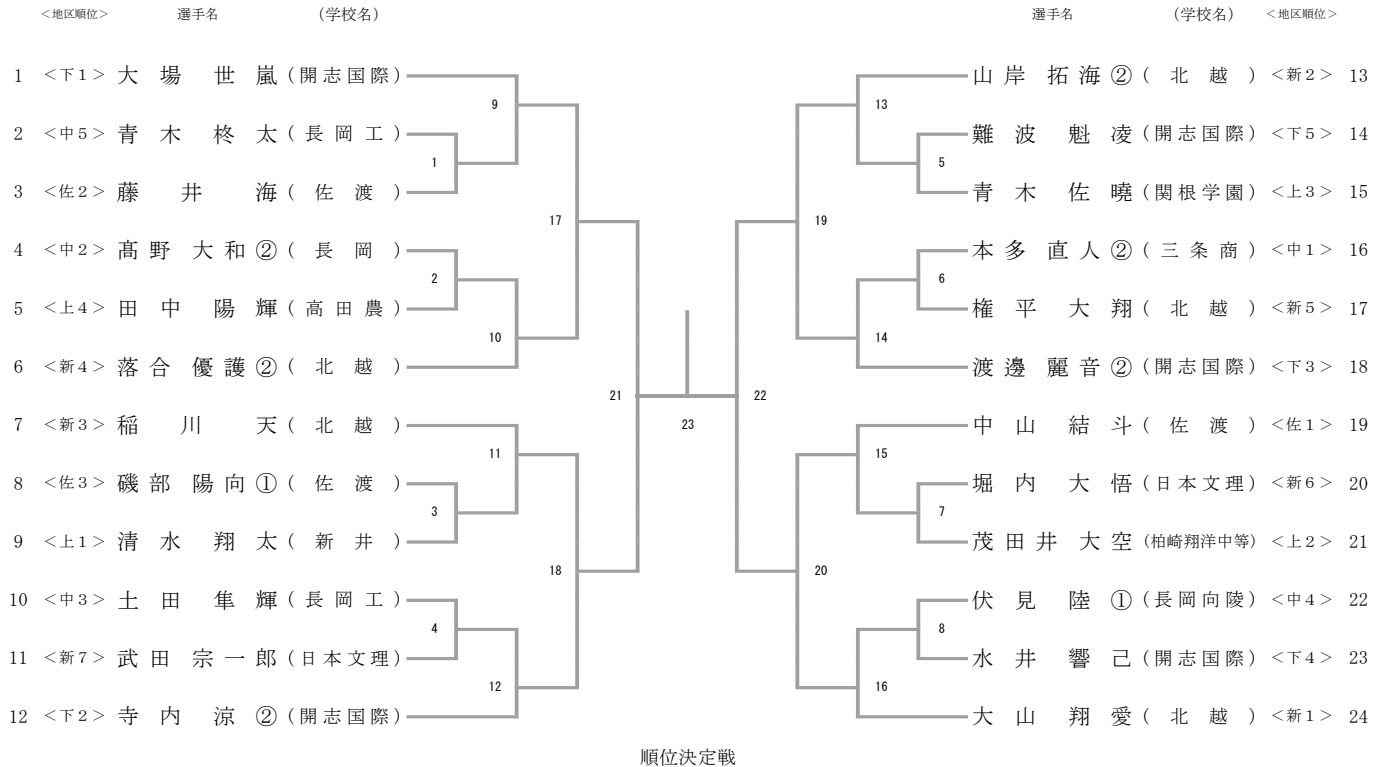 <地区順位> 選手名 (学校名) 選手名 (学校名) <地区順位>
1 <下1> 大場 世嵐 (開志国際) 山岸 拓海② (北越) <新2> 13
9 13
2 <中5> 青木 柊太 (長岡工) 難波 魁凌 (開志国際) <下5> 14
1 5
3 <佐2> 藤井 海 (佐渡) 青木 佐曉 (関根学園) <上3> 15
17 19
4 <中2> 髙野 大和② (長岡) 本多 直人② (三条商) <中1> 16
2 6
5 <上4> 田中 陽輝 (高田農) 権平 大翔 (北越) <新5> 17
10 14
6 <新4> 落合 優護② (北越) 渡邊 麗音② (開志国際) <下3> 18
21 22
7 <新3> 稲川 天 (北越) 23 中山 結斗 (佐渡) <佐1> 19
11 15
8 <佐3> 磯部 陽向① (佐渡) 堀内 大悟 (日本文理) <新6> 20
3 7
9 <上1> 清水 翔太 (新井) 茂田井 大空 (柏崎翔洋中等) <上2> 21
18 20
10 <中3> 土田 隼輝 (長岡工) 伏見 陸① (長岡向陵) <中4> 22
4 8
11 <新7> 武田 宗一郎 (日本文理) 水井 響己 (開志国際) <下4> 23
12 16
12 <下2> 寺内 涼② (開志国際) 大山 翔愛 (北越) <新1> 24
順位決定戦